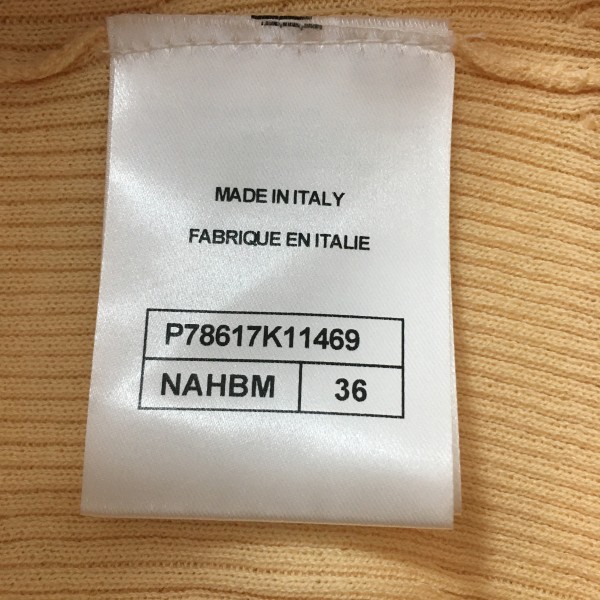 MADE IN ITALY
FABRIQUE EN ITALIE
P78617K11469
NAHBM 36